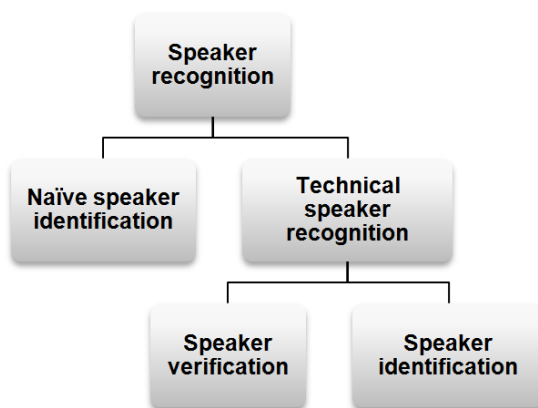 Speaker
recognition
Naïve speaker
identification
Technical
speaker
recognition
Speaker
verification
Speaker
identification